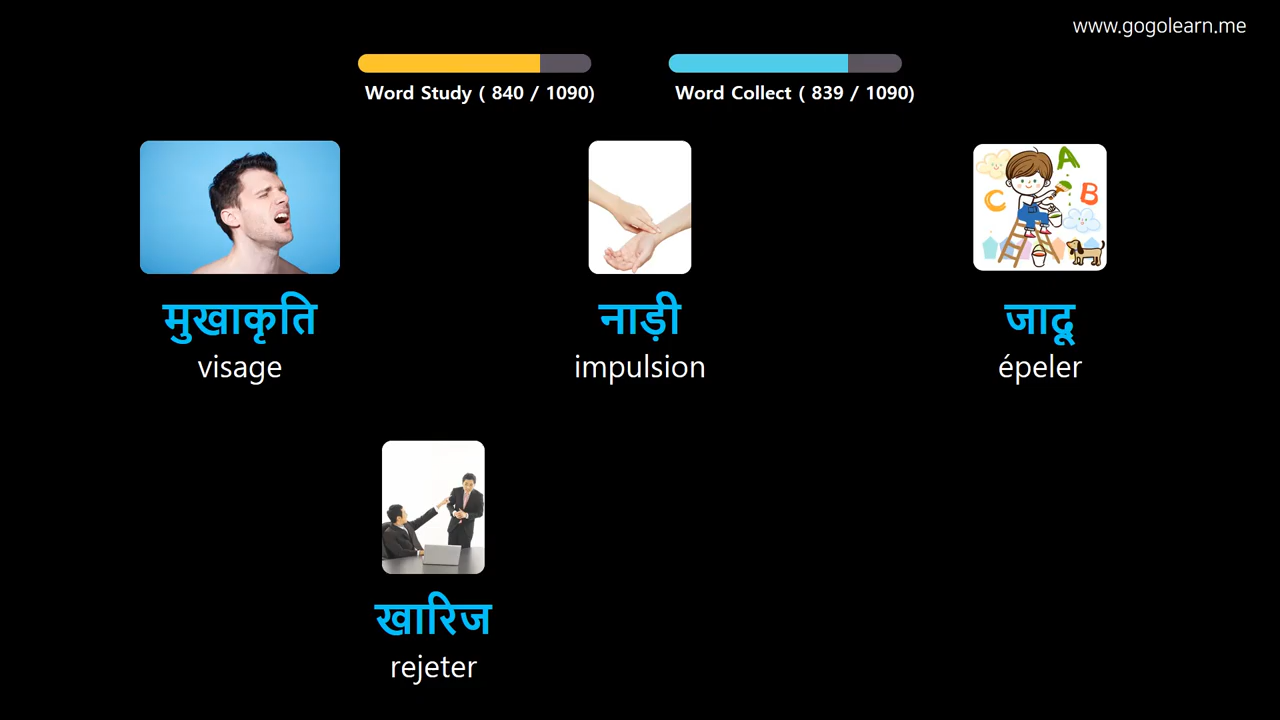 www.gogolearn.me
Word Study ( 840 / 1090)
Word Collect ( 839 / 1090)
मुखाकृति
visage
नाड़ी
impulsion
A
B
C
जादू
épeler
खारिज
rejeter